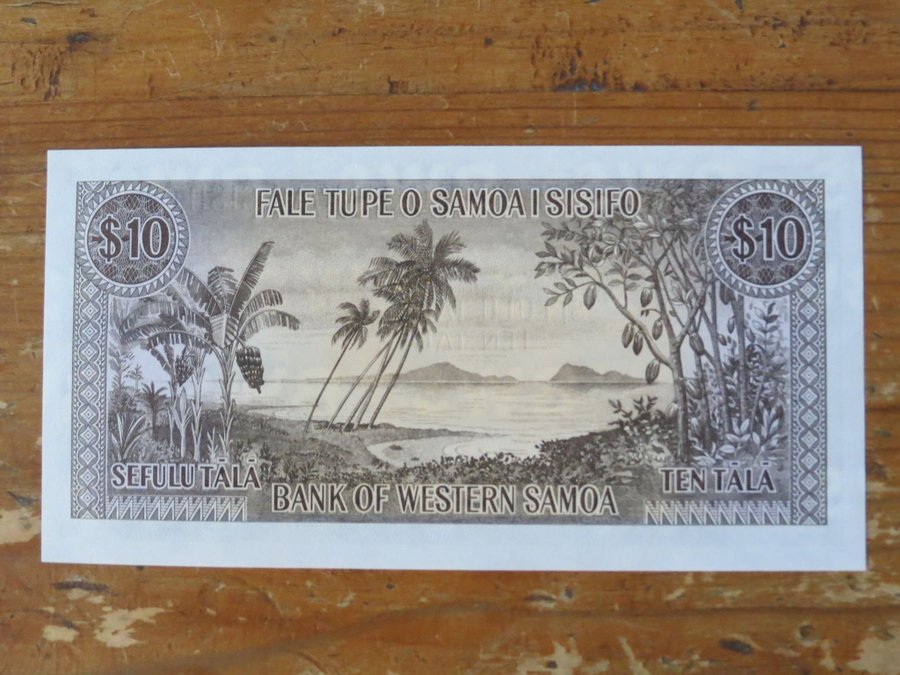 FALE TUPE O SAMOA I SISIFO
$10
$10
SEFULU TĀLĀ
TEN TĀLĀ
BANK OF WESTERN SAMOA